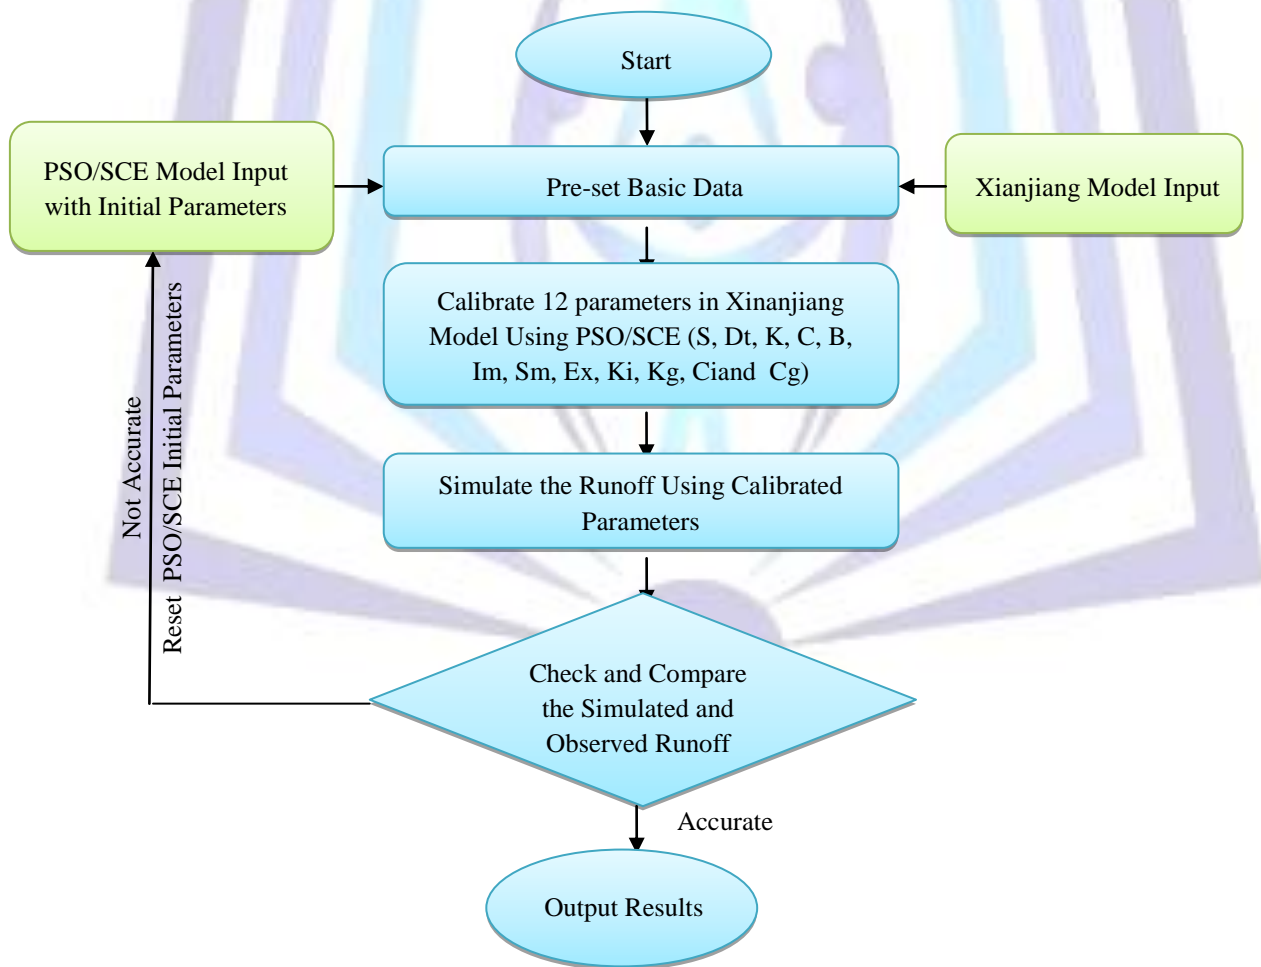 Start
PSO/SCE Model Input
with Initial Parameters
Pre-set Basic Data
Xianjiang Model Input
Calibrate 12 parameters in Xinanjiang
Model Using PSO/SCE (S, Dt, K, C, B,
Im, Sm, Ex, Ki, Kg, Ciand  Cg)
Simulate the Runoff Using Calibrated
Parameters
Not Accurate
Reset  PSO/SCE Initial Parameters
Check and Compare
the Simulated and
Observed Runoff
Accurate
Output Results